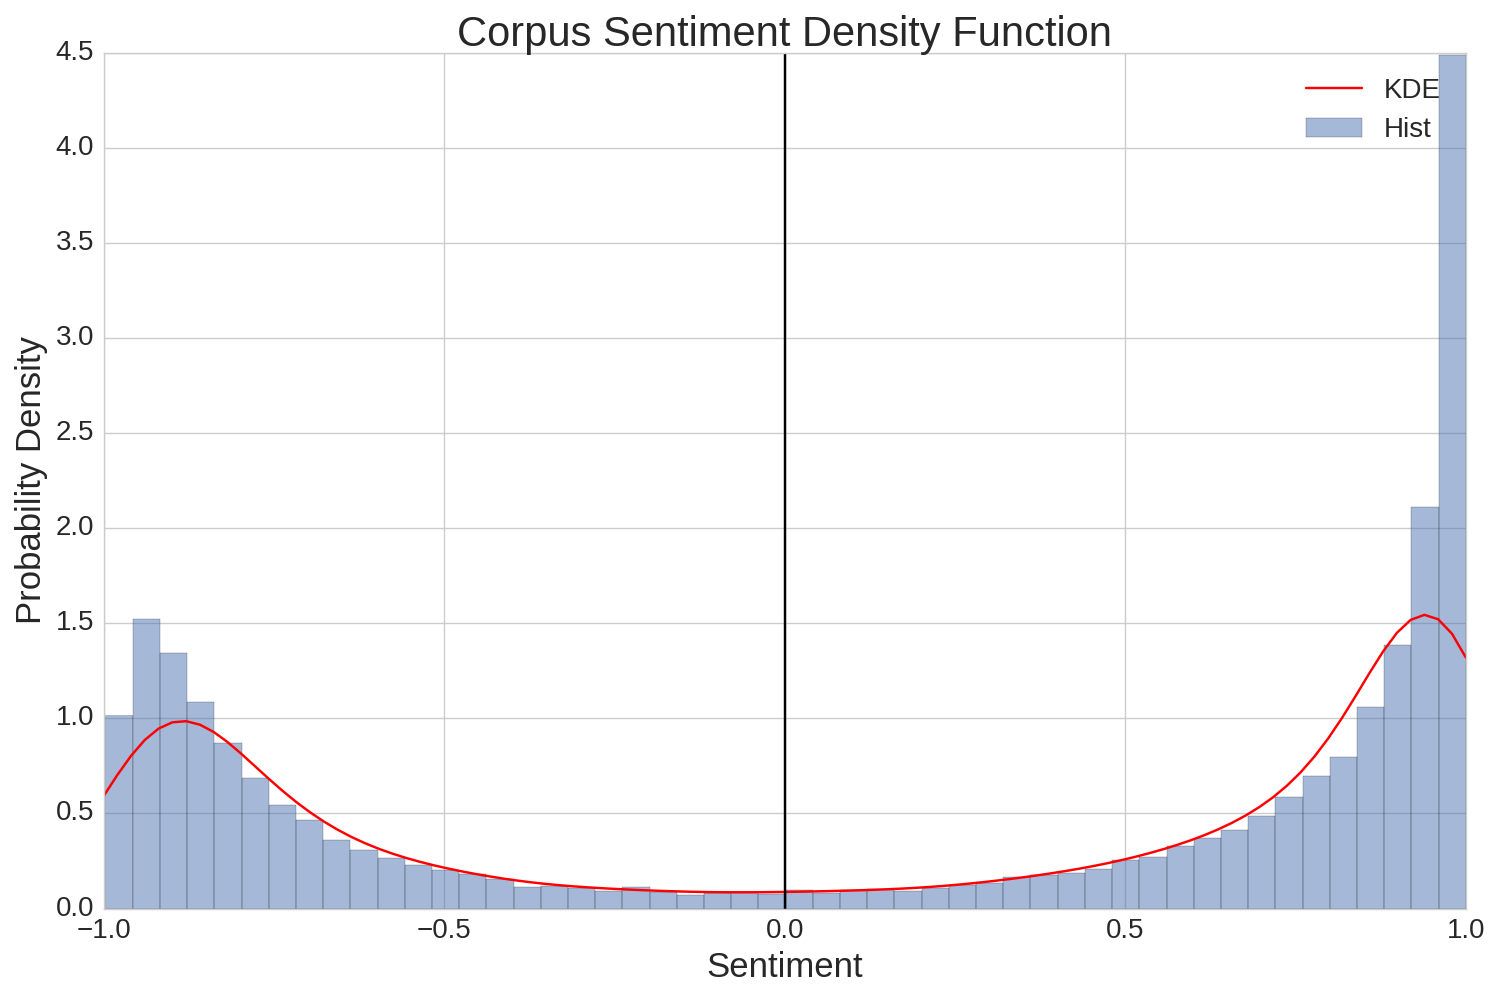 Corpus Sentiment Density Function
4.5
4.0
3.5
3.0
2.5
2.0
1.5
1.0
0.5
0.0
Probability Density
KDE
Hist
−1.0 −0.5 0.0 0.5 1.0
Sentiment